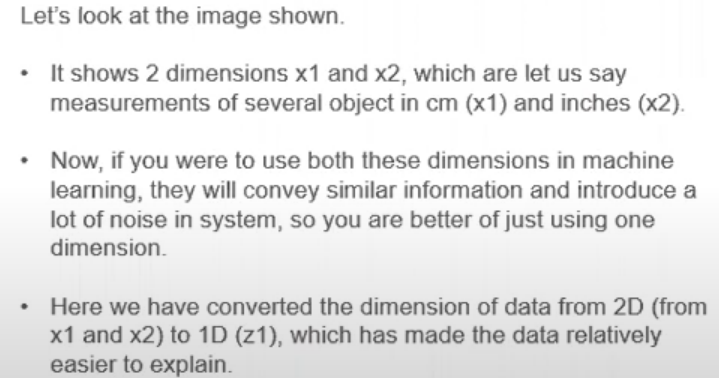 Let's look at the image shown.
• It shows 2 dimensions x1 and x2, which are let us say
measurements of several object in cm (x1) and inches (x2).
• Now, if you were to use both these dimensions in machine
learning, they will convey similar information and introduce a
lot of noise in system, so you are better of just using one
dimension.
• Here we have converted the dimension of data from 2D (from
x1 and x2) to 1D (z1), which has made the data relatively
easier to explain.